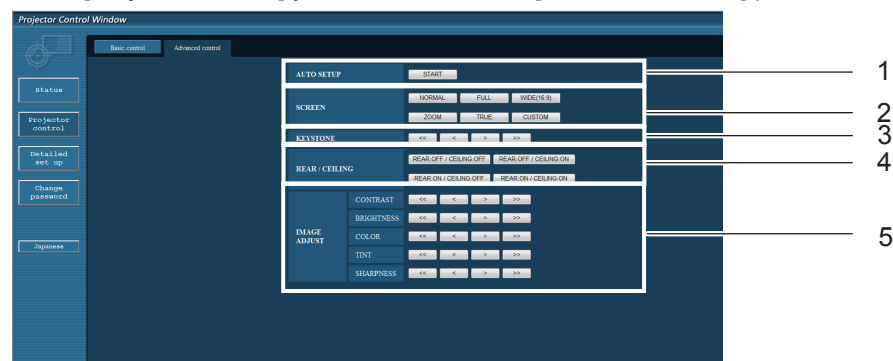 Projector Control Window
Basic control Advanced control
AUTO SETUP START 1
Status
SCREEN NORMAL FULL WIDE(16:9)
ZOOM TRUE CUSTOM 2
Projector
control
KEYSTONE << < > >> 3
REAR / CEILING REAR:OFF / CEILING:OFF REAR:OFF / CEILING:ON 4
REAR:ON / CEILING:OFF REAR:ON / CEILING:ON
Detailed
set up
Change
password
IMAGE
ADJUST
CONTRAST << < > >>
BRIGHTNESS << < > >>
COLOR << < > >> 5
TINT << < > >>
SHARPNESS << < > >>
Japanese